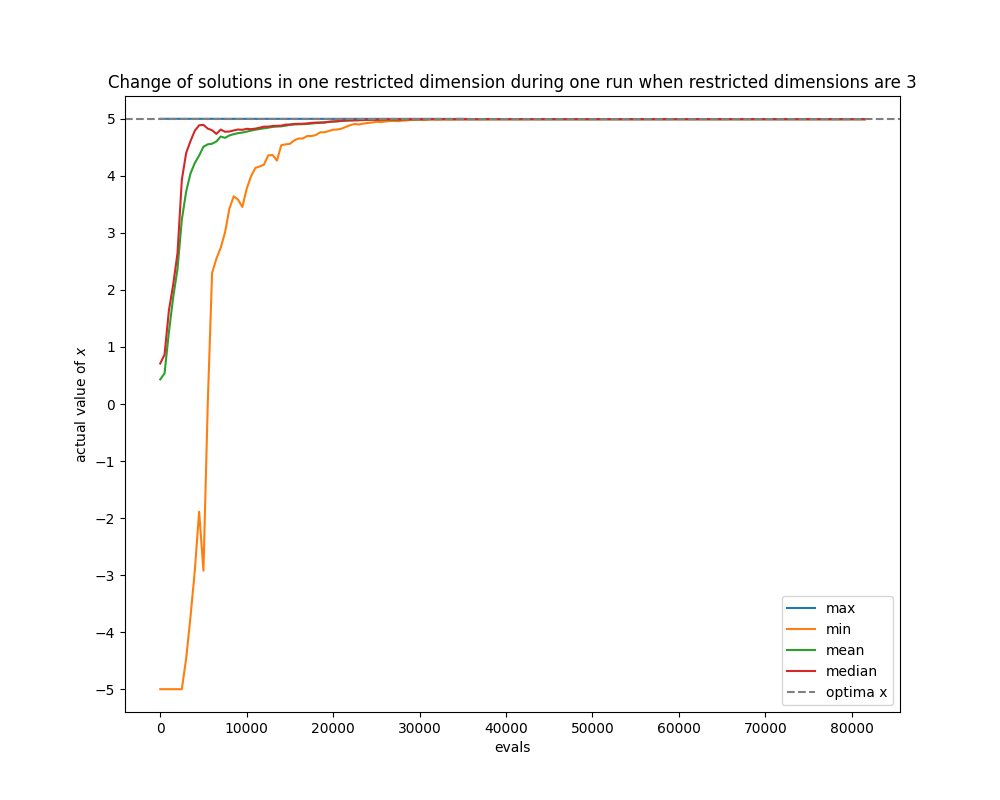 Change of solutions in one restricted dimension during one run when restricted dimensions are 3
actual value of x
5
4
3
2
1
0
−1
−2
−3
−4
−5
max
min
mean
median
optima x
0 10000 20000 30000 40000 50000 60000 70000 80000
evals